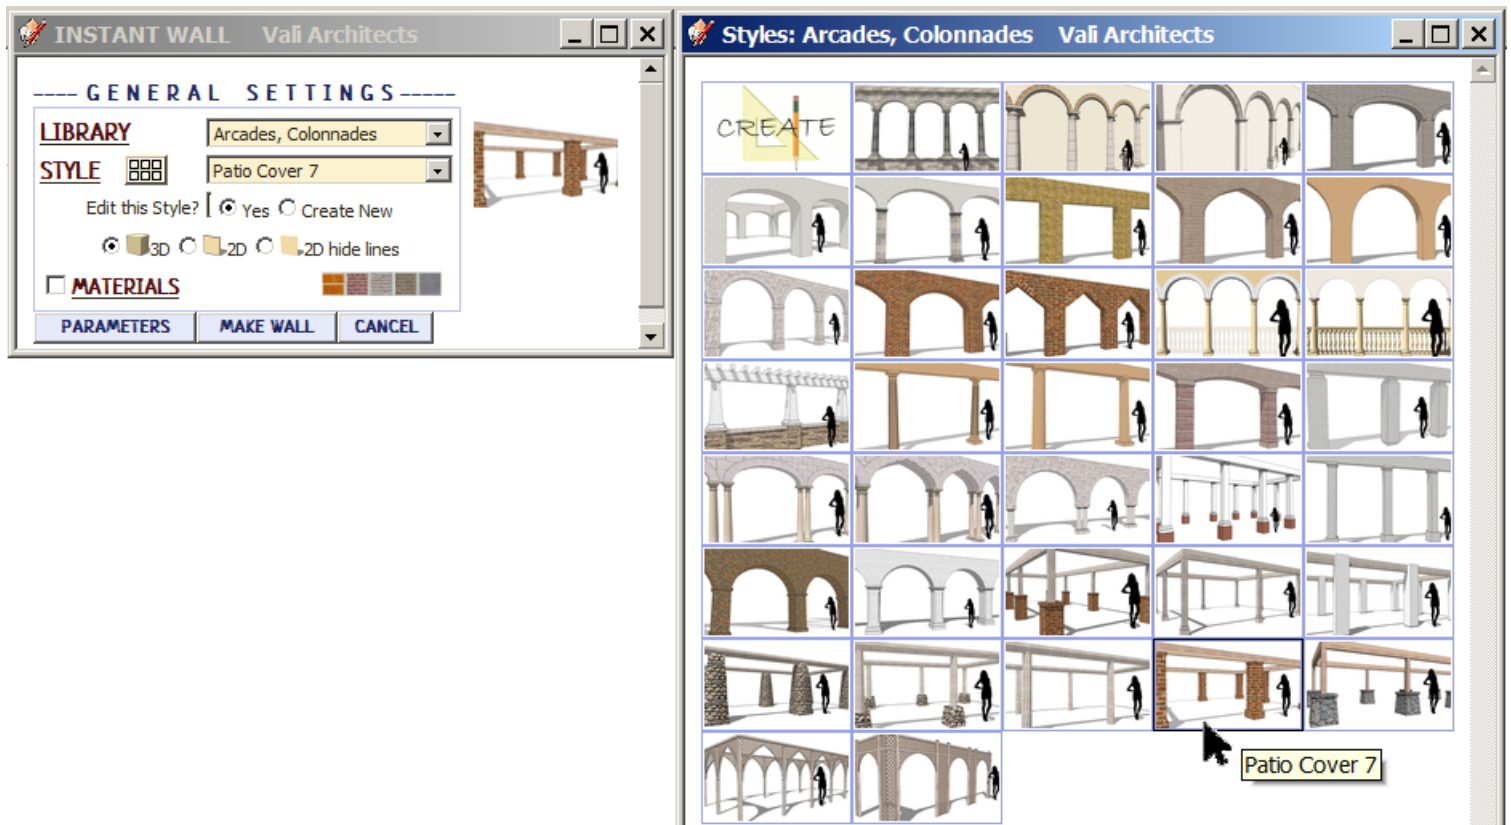 INSTANT WALL Vali Architects
GENERAL SETTINGS
LIBRARY Arcades, Colonnades
STYLE Patio Cover 7
Edit this Style? Yes Create New
3D 2D 2D hide lines
MATERIALS
PARAMETERS MAKE WALL CANCEL
Styles: Arcades, Colonnades Vali Architects
CREATE
Patio Cover 7